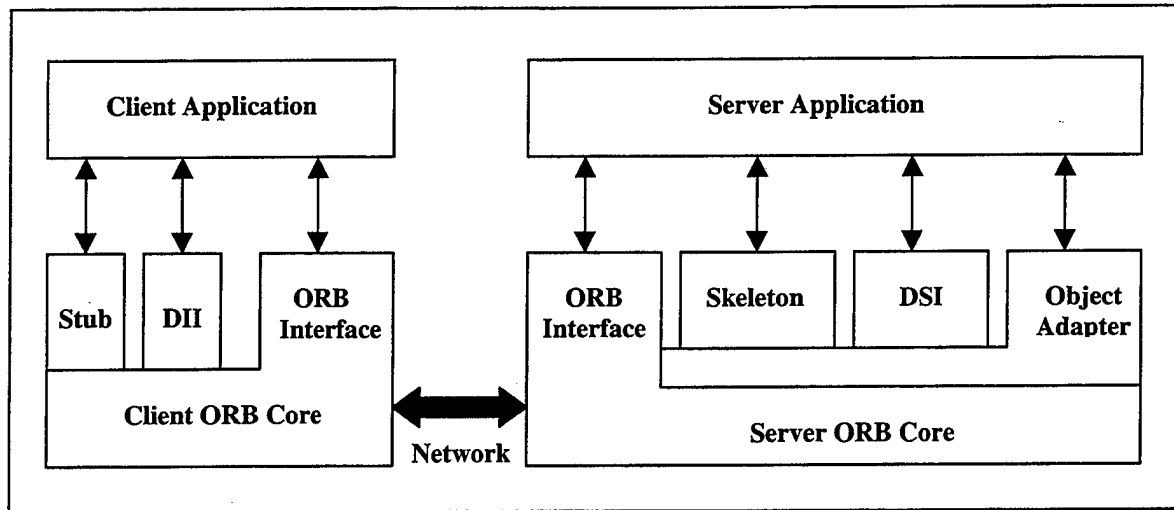 Client Application
Server Application
Stub
DII
ORB
Interface
ORB
Interface
Skeleton
DSI
Object
Adapter
Client ORB Core
Network
Server ORB Core